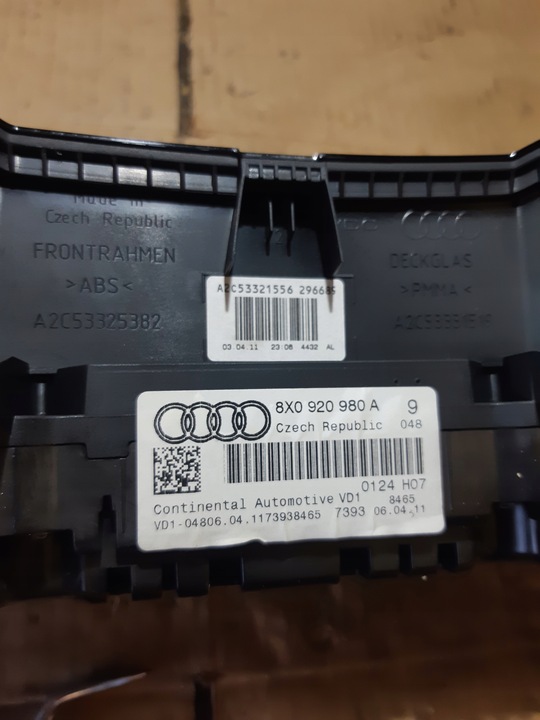 Made in
Czech Republic
FRONTRAHMEN
>ABS<
A2C53325382
DECKGLAS
>PMMA<
A2C53321556 296689
03.04.11 23:08 4432 AL
8X0 920 980 A 9
Czech Republic 048
0124 H07
Continental Automotive VD1 8465
VD1-04806.04.1173938465 7393 06.04.11